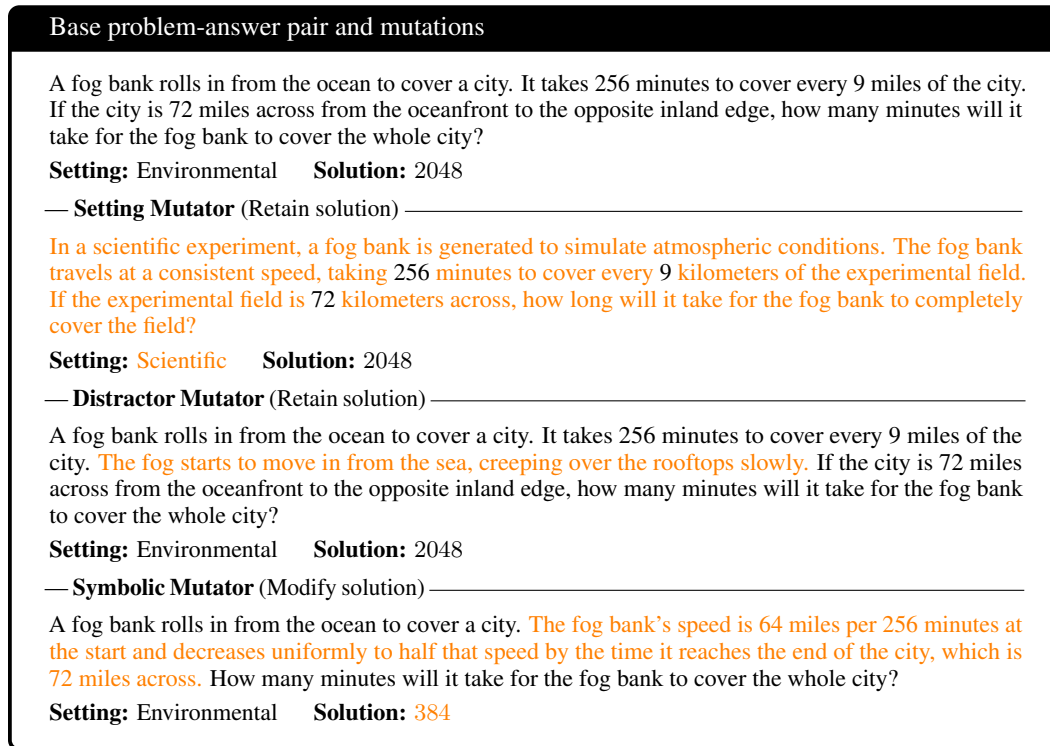 Base problem-answer pair and mutations
A fog bank rolls in from the ocean to cover a city. It takes 256 minutes to cover every 9 miles of the city.
If the city is 72 miles across from the oceanfront to the opposite inland edge, how many minutes will it
take for the fog bank to cover the whole city?
Setting: Environmental Solution: 2048
— Setting Mutator (Retain solution)
In a scientific experiment, a fog bank is generated to simulate atmospheric conditions. The fog bank
travels at a consistent speed, taking 256 minutes to cover every 9 kilometers of the experimental field.
If the experimental field is 72 kilometers across, how long will it take for the fog bank to completely
cover the field?
Setting: Scientific Solution: 2048
— Distractor Mutator (Retain solution)
A fog bank rolls in from the ocean to cover a city. It takes 256 minutes to cover every 9 miles of the
city. The fog starts to move in from the sea, creeping over the rooftops slowly. If the city is 72 miles
across from the oceanfront to the opposite inland edge, how many minutes will it take for the fog bank
to cover the whole city?
Setting: Environmental Solution: 2048
— Symbolic Mutator (Modify solution)
A fog bank rolls in from the ocean to cover a city. The fog bank's speed is 64 miles per 256 minutes at
the start and decreases uniformly to half that speed by the time it reaches the end of the city, which is
72 miles across. How many minutes will it take for the fog bank to cover the whole city?
Setting: Environmental Solution: 384